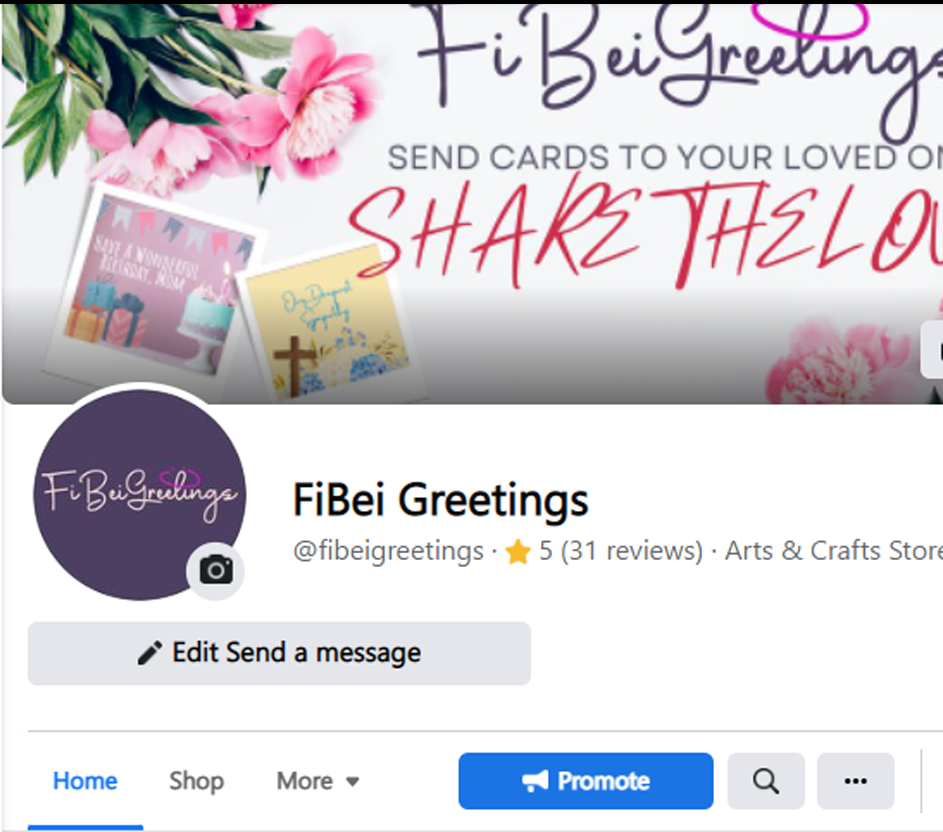 FiBeiGreetings
SEND CARDS TO YOUR LOVED ON
SHARE THE LOV
HAVE A WONDERFUL
BIRTHDAY, MOM
Our Deepest
Sympathy
FiBeiGreetings
FiBei Greetings
@fibeigreetings · ⭐ 5 (31 reviews) · Arts & Crafts Store
Edit Send a message
Home Shop More Promote